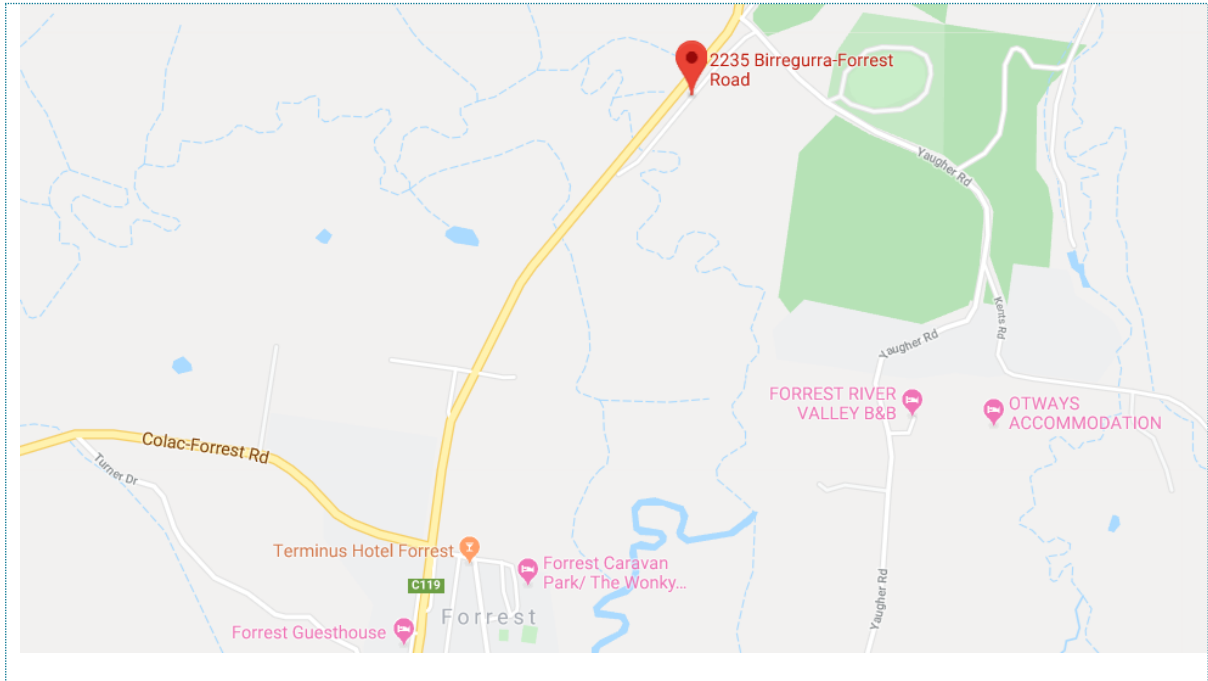 2235 Birregurra-Forrest
Road
Yaugher Rd
Kents Rd
Yaugher Rd
FORREST RIVER
VALLEY B&B
OTWAYS
ACCOMMODATION
Colac-Forrest Rd
Turner Dr
Terminus Hotel Forrest
Forrest Caravan
Park/ The Wonky...
C119
Forrest
Yaugher Rd
Forrest Guesthouse